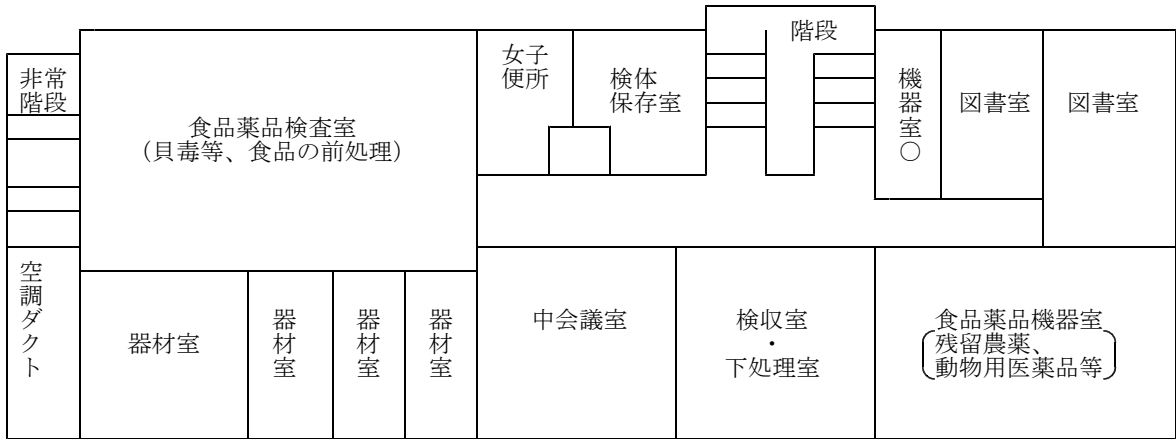 非常
階段
食品薬品検査室
（貝毒等、食品の前処理）
女子
便所
検体
保存室
階段
機器室○
図書室
図書室
空調ダクト
器材室
器材室
器材室
器材室
中会議室
検収室
・
下処理室
食品薬品機器室
残留農薬、
動物用医薬品等